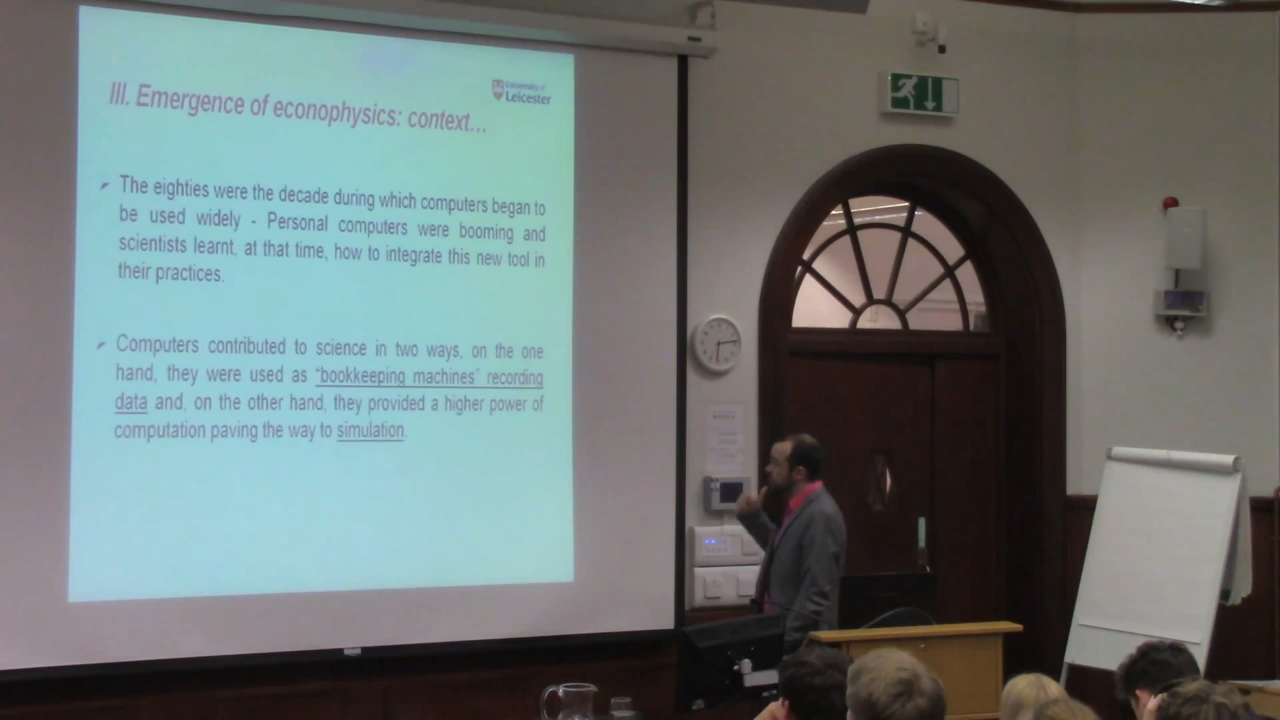 III. Emergence of econophysics: context...
University of
Leicester
The eighties were the decade during which computers began to
be used widely - Personal computers were booming and
scientists learnt, at that time, how to integrate this new tool in
their practices.
Computers contributed to science in two ways, on the one
hand, they were used as "bookkeeping machines" recording
data and, on the other hand, they provided a higher power of
computation paving the way to simulation.